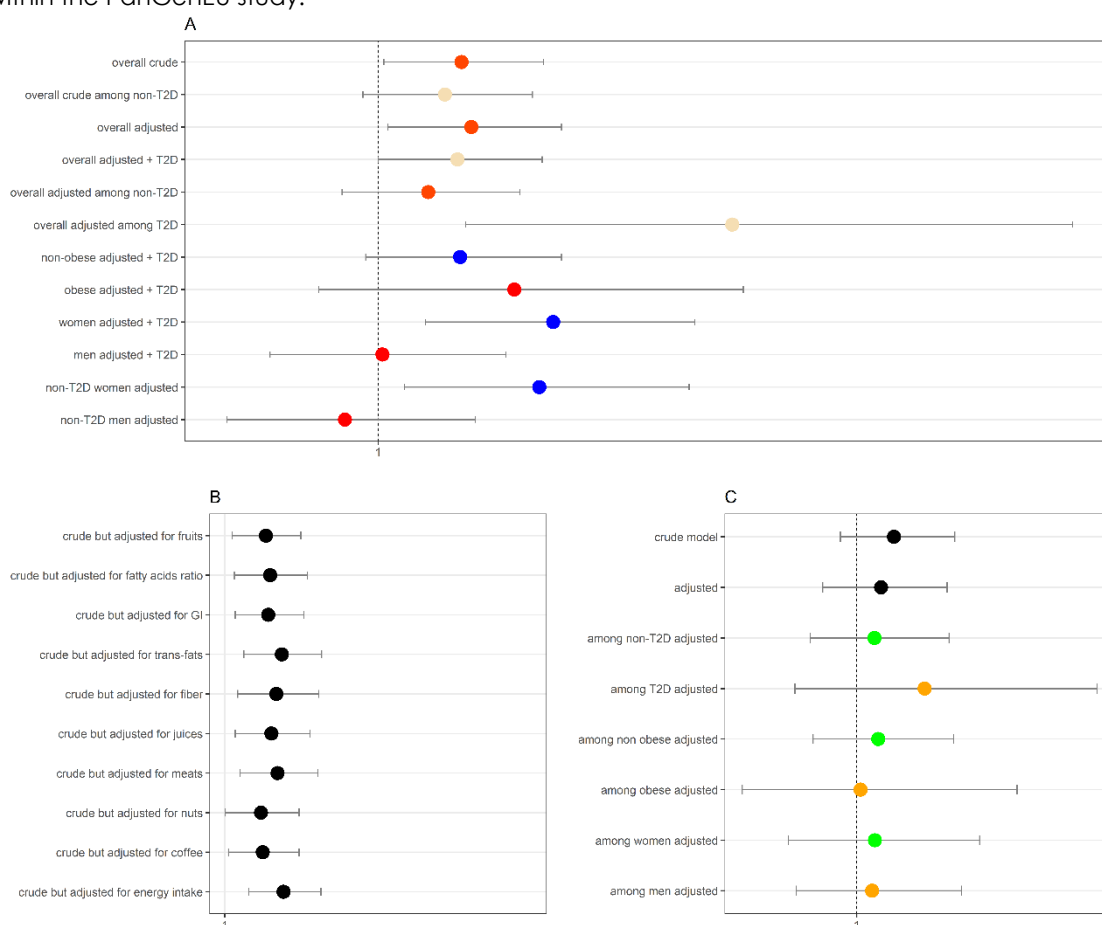 within the PanGenEU study.
A
overall crude
overall crude among non-T2D
overall adjusted
overall adjusted + T2D
overall adjusted among non-T2D
overall adjusted among T2D
non-obese adjusted + T2D
obese adjusted + T2D
women adjusted + T2D
men adjusted + T2D
non-T2D women adjusted
non-T2D men adjusted
1
B
crude but adjusted for fruits
crude but adjusted for fatty acids ratio
crude but adjusted for GI
crude but adjusted for trans-fats
crude but adjusted for fiber
crude but adjusted for juices
crude but adjusted for meats
crude but adjusted for nuts
crude but adjusted for coffee
crude but adjusted for energy intake
1
C
crude model
adjusted
among non-T2D adjusted
among T2D adjusted
among non obese adjusted
among obese adjusted
among women adjusted
among men adjusted
1